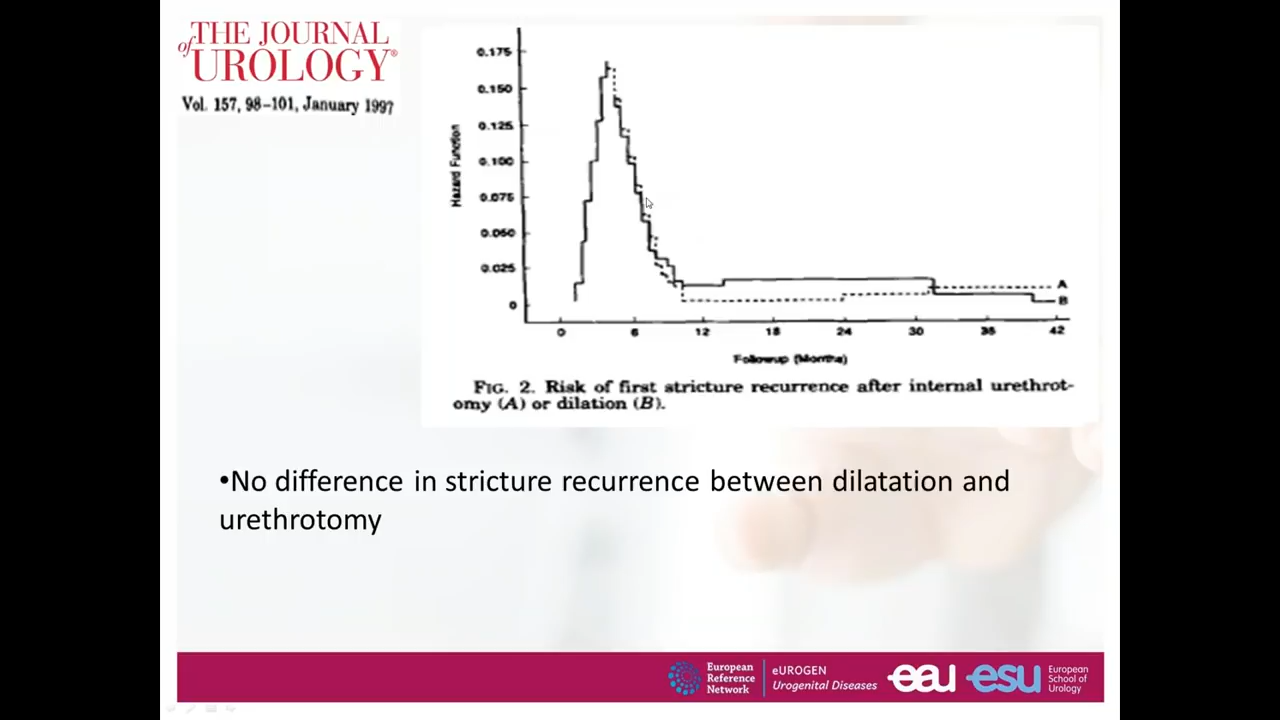 THE JOURNAL
of UROLOGY®
Vol. 157, 98–101, January 1997
0.175
0.150
0.125
0.100
0.075
0.050
0.025
0
Hazard Function
A
B
0 6 12 18 24 30 36 42
Followup (Months)
FIG. 2. Risk of first stricture recurrence after internal urethrot-
omy (A) or dilation (B).
•No difference in stricture recurrence between dilatation and
urethrotomy
European
Reference
Network
eUROGEN
Urogenital Diseases
eau
esu
European
School of
Urology